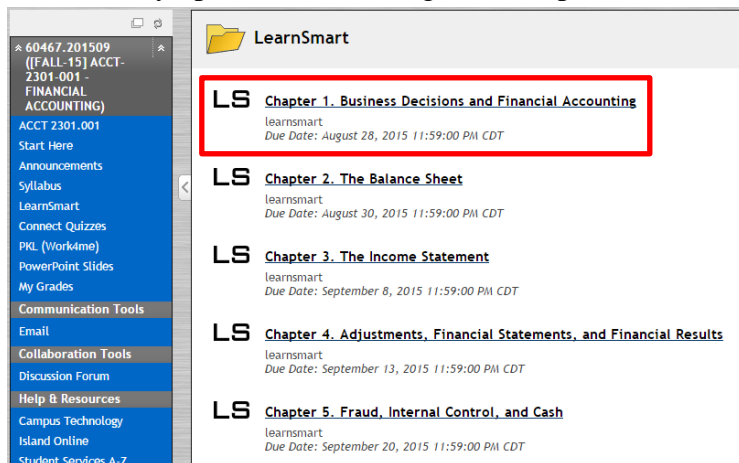 60467.201509
([FALL-15] ACCT-
2301-001 -
FINANCIAL
ACCOUNTING)
ACCT 2301.001
Start Here
Announcements
Syllabus
LearnSmart
Connect Quizzes
PKL (Work4me)
PowerPoint Slides
My Grades
Communication Tools
Email
Collaboration Tools
Discussion Forum
Help & Resources
Campus Technology
Island Online
Student Services A-Z
LearnSmart
LS Chapter 1. Business Decisions and Financial Accounting
learnsmart
Due Date: August 28, 2015 11:59:00 PM CDT
LS Chapter 2. The Balance Sheet
learnsmart
Due Date: August 30, 2015 11:59:00 PM CDT
LS Chapter 3. The Income Statement
learnsmart
Due Date: September 8, 2015 11:59:00 PM CDT
LS Chapter 4. Adjustments, Financial Statements, and Financial Results
learnsmart
Due Date: September 13, 2015 11:59:00 PM CDT
LS Chapter 5. Fraud, Internal Control, and Cash
learnsmart
Due Date: September 20, 2015 11:59:00 PM CDT